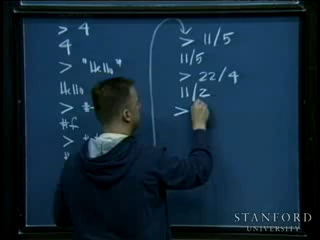 > 4
4
> "Hello"
Hello
> #
#f
>
> 11/5
11/5
> 22/4
11/2
>
STANFORD
UNIVERSITY